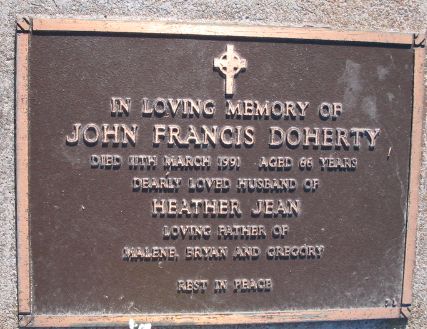 IN LOVING MEMORY OF
JOHN FRANCIS DOHERTY
DIED 11TH MARCH 1991 AGED 66 YEARS
DEARLY LOVED HUSBAND OF
HEATHER JEAN
LOVING FATHER OF
MALENE, BRYAN AND GREGORY
REST IN PEACE